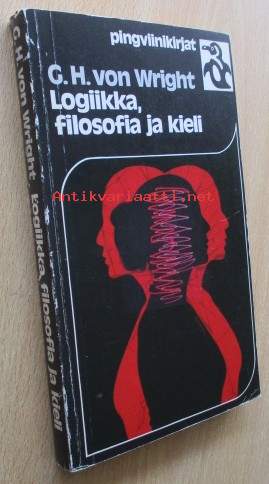 pingviinikirjat
G. H. von Wright
Logiikka,
filosofia ja kieli
G. H. von Wright Logiikka, filosofia ja kieli
Antikvariaatti.net